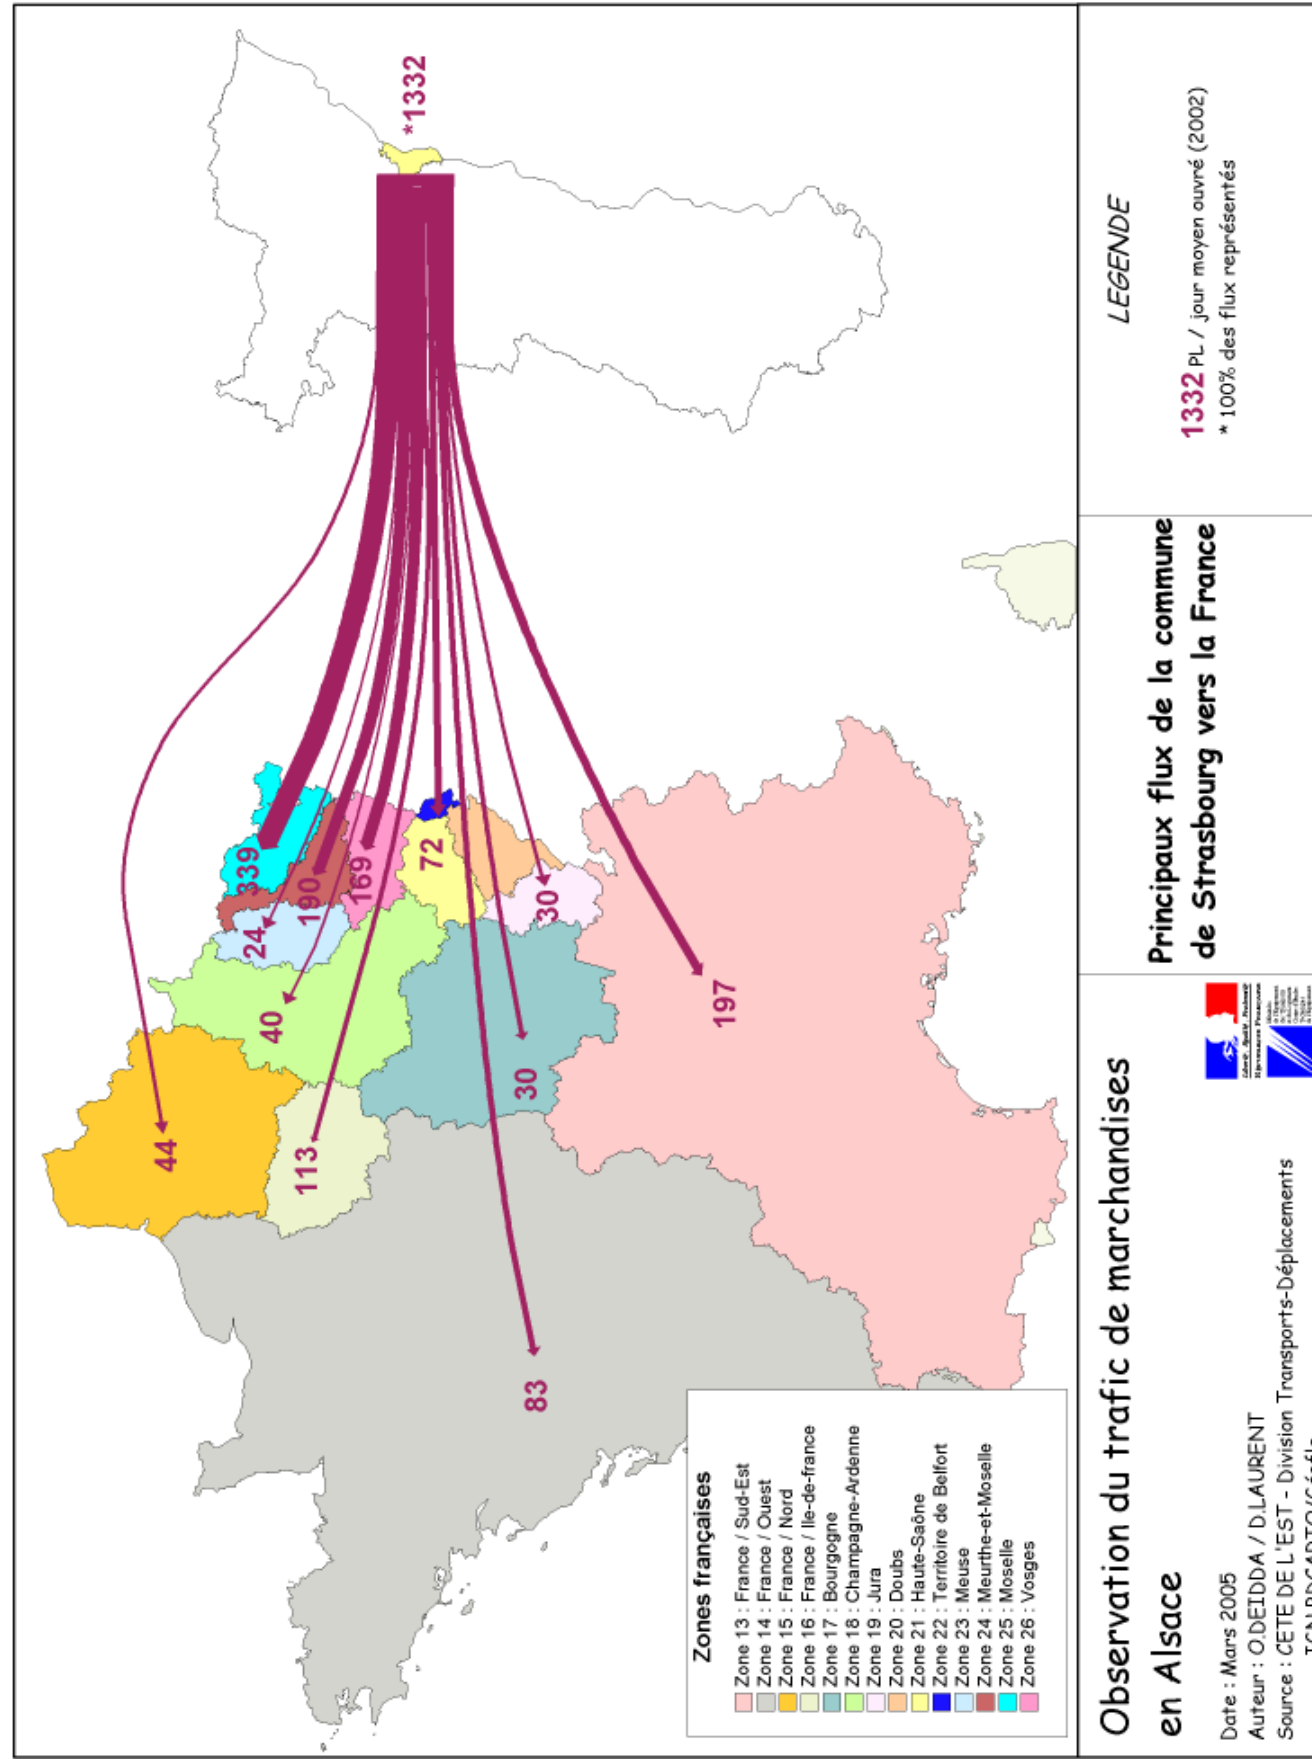 *1332
44
339
24
190
169
40
113
72
30
30
83
197
Zones françaises
Zone 13 : France / Sud-Est
Zone 14 : France / Ouest
Zone 15 : France / Nord
Zone 16 : France / Ile-de-france
Zone 17 : Bourgogne
Zone 18 : Champagne-Ardenne
Zone 19 : Jura
Zone 20 : Doubs
Zone 21 : Haute-Saône
Zone 22 : Territoire de Belfort
Zone 23 : Meuse
Zone 24 : Meurthe-et-Moselle
Zone 25 : Moselle
Zone 26 : Vosges
Observation du trafic de marchandises
en Alsace
Date : Mars 2005
Auteur : O.DEIDDA / D.LAURENT
Source : CETE DE L'EST - Division Transports-Déplacements
Liberté • Égalité • Fraternité
RÉPUBLIQUE FRANÇAISE
Principaux flux de la commune
de Strasbourg vers la France
LEGENDE
1332 PL / jour moyen ouvré (2002)
* 100% des flux représentés